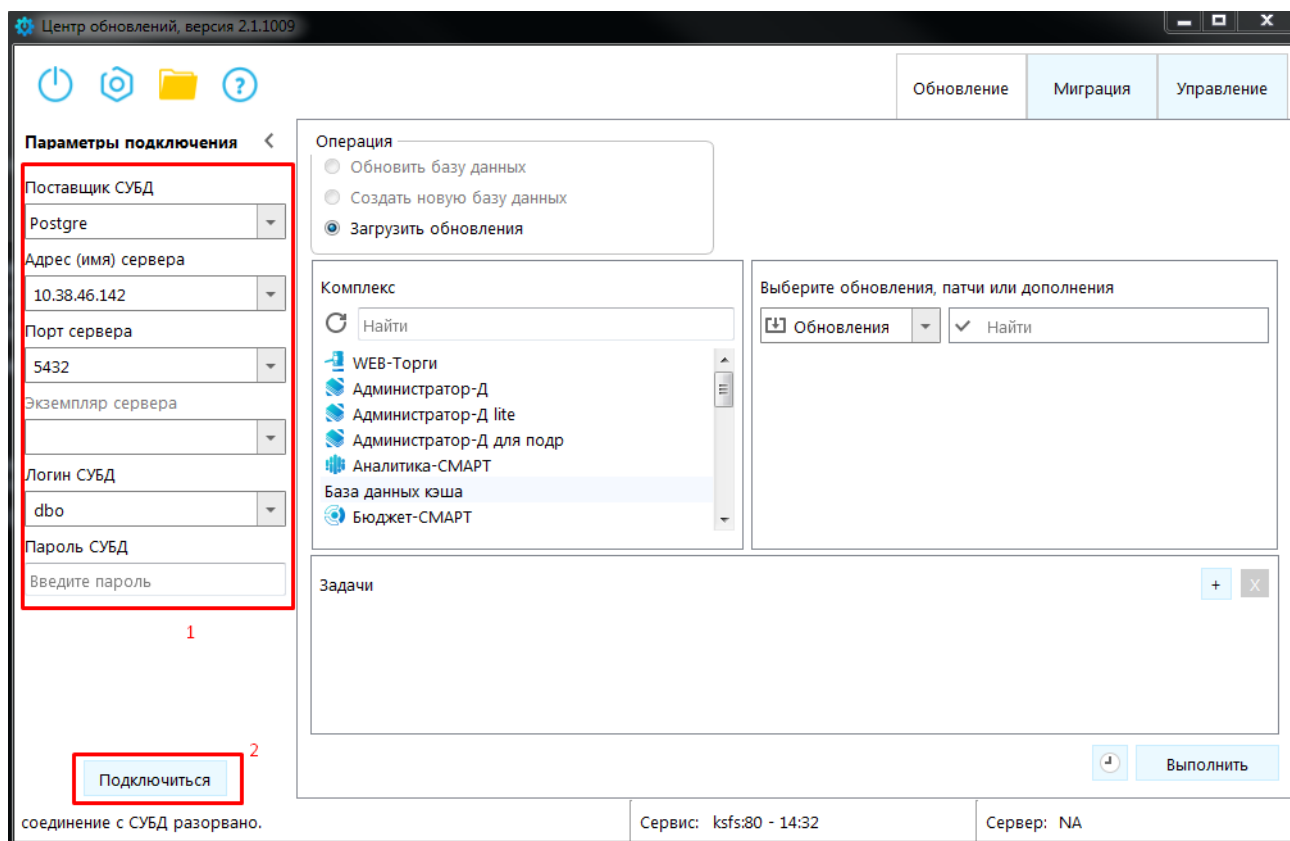 Центр обновлений, версия 2.1.1009
Обновление
Миграция
Управление
Параметры подключения
Поставщик СУБД
Postgre
Адрес (имя) сервера
10.38.46.142
Порт сервера
5432
Экземпляр сервера
Логин СУБД
dbo
Пароль СУБД
Введите пароль
1
2
Подключиться
Операция
Обновить базу данных
Создать новую базу данных
Загрузить обновления
Комплекс
Найти
WEB-Торги
Администратор-Д
Администратор-Д lite
Администратор-Д для подр
Аналитика-СМАРТ
База данных кэша
Бюджет-СМАРТ
Выберите обновления, патчи или дополнения
Обновления
Найти
Задачи
+ X
Выполнить
соединение с СУБД разорвано.
Сервис: ksfs:80 - 14:32
Сервер: NA